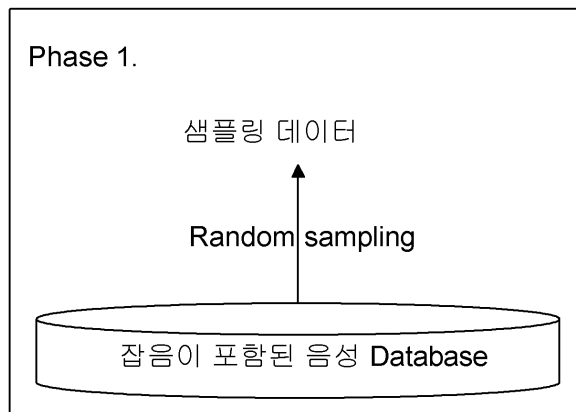 Phase 1.
샘플링 데이터
Random sampling
잡음이 포함된 음성 Database